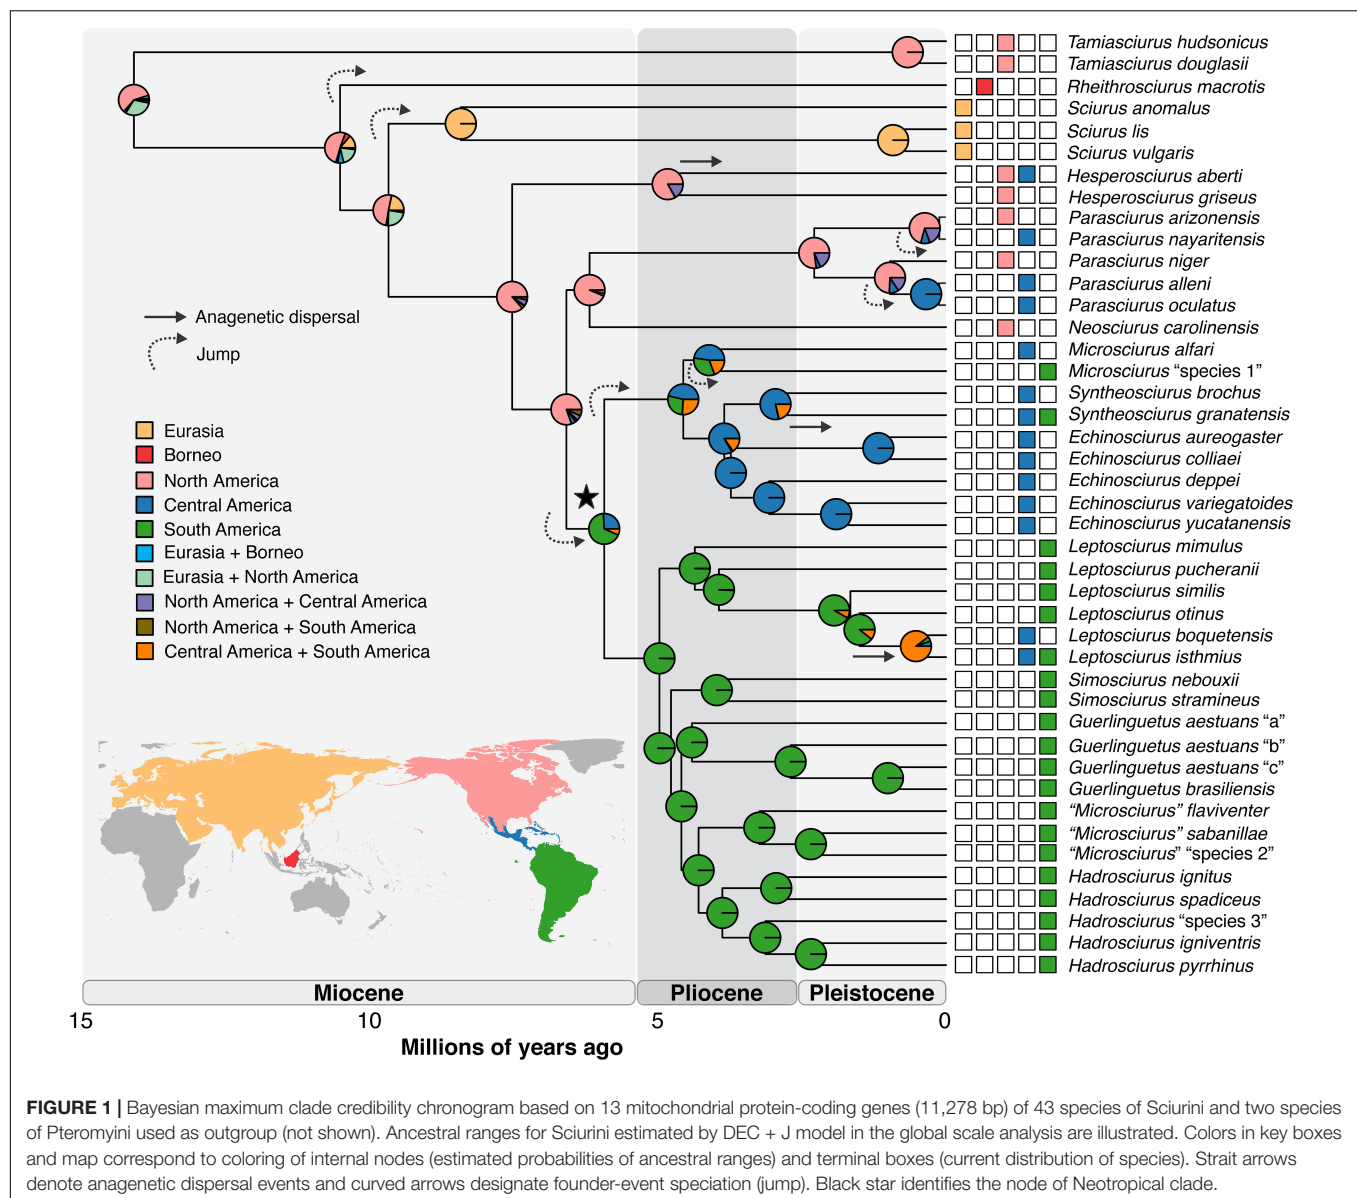 Tamiasciurus hudsonicus
Tamiasciurus douglasii
Rheithrosciurus macrotis
Sciurus anomalus
Sciurus lis
Sciurus vulgaris
Hesperosciurus aberti
Hesperosciurus griseus
Parasciurus arizonensis
Parasciurus nayaritensis
Parasciurus niger
Parasciurus alleni
Parasciurus oculatus
Neosciurus carolinensis
Microsciurus alfari
Microsciurus “species 1”
Syntheosciurus brochus
Syntheosciurus granatensis
Echinosciurus aureogaster
Echinosciurus colliaei
Echinosciurus deppei
Echinosciurus variegatoides
Echinosciurus yucatanensis
Leptosciurus mimulus
Leptosciurus pucheranii
Leptosciurus similis
Leptosciurus otinus
Leptosciurus boquetensis
Leptosciurus isthmius
Simosciurus nebouxii
Simosciurus stramineus
Guerlinguetus aestuans “a”
Guerlinguetus aestuans “b”
Guerlinguetus aestuans “c”
Guerlinguetus brasiliensis
“Microsciurus” flaviventer
“Microsciurus” sabanillae
“Microsciurus” “species 2”
Hadrosciurus ignitus
Hadrosciurus spadiceus
Hadrosciurus “species 3”
Hadrosciurus igniventris
Hadrosciurus pyrrhinus
Anagenetic dispersal
Jump
Eurasia
Borneo
North America
Central America
South America
Eurasia + Borneo
Eurasia + North America
North America + Central America
North America + South America
Central America + South America
Miocene Pliocene Pleistocene
15 10 5 0
Millions of years ago
FIGURE 1 | Bayesian maximum clade credibility chronogram based on 13 mitochondrial protein-coding genes (11,278 bp) of 43 species of Sciurini and two species
of Pteromyini used as outgroup (not shown). Ancestral ranges for Sciurini estimated by DEC + J model in the global scale analysis are illustrated. Colors in key boxes
and map correspond to coloring of internal nodes (estimated probabilities of ancestral ranges) and terminal boxes (current distribution of species). Strait arrows
denote anagenetic dispersal events and curved arrows designate founder-event speciation (jump). Black star identifies the node of Neotropical clade.